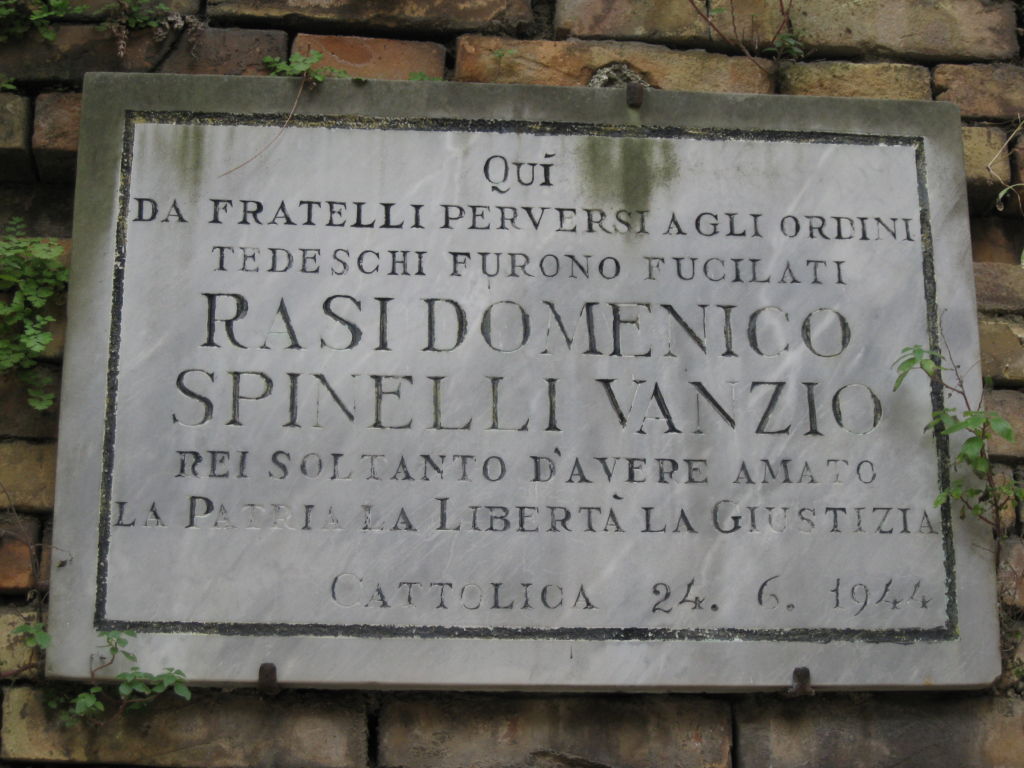 QUĨ
DA FRATELLI PERVERSI AGLI ORDINI
TEDESCHI FURONO FUCILATI
RASI DOMENICO
SPINELLI VANZIO
REI SOLTANTO D'AVERE AMATO
LA PATRIA LA LIBERTÀ LA GIUSTIZIA
CATTOLICA 24. 6. 1944